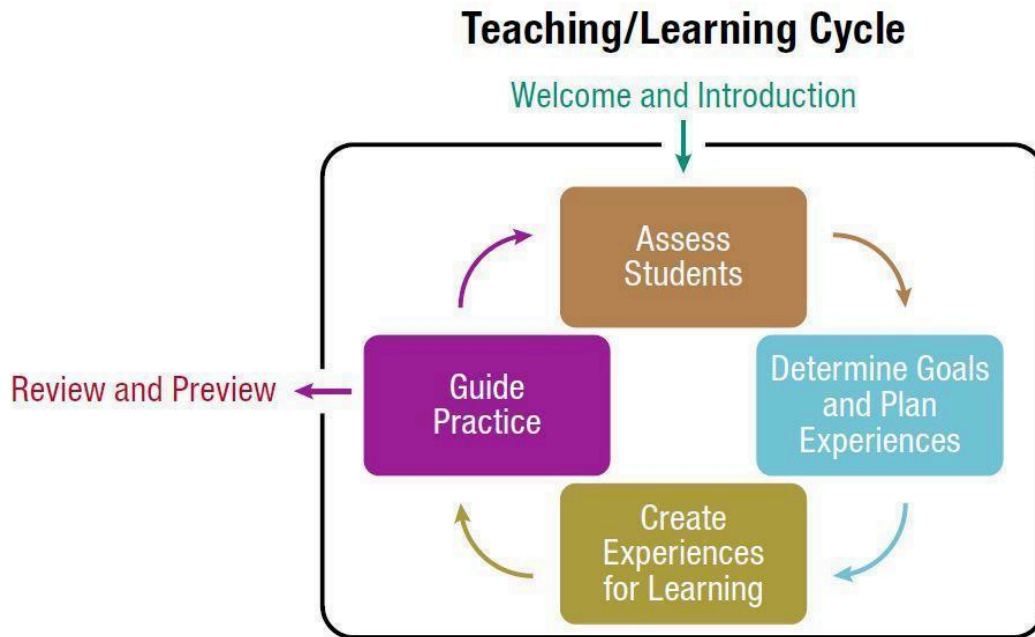 Teaching/Learning Cycle
Welcome and Introduction
Assess
Students
Determine Goals
and Plan
Experiences
Create
Experiences
for Learning
Guide
Practice
Review and Preview